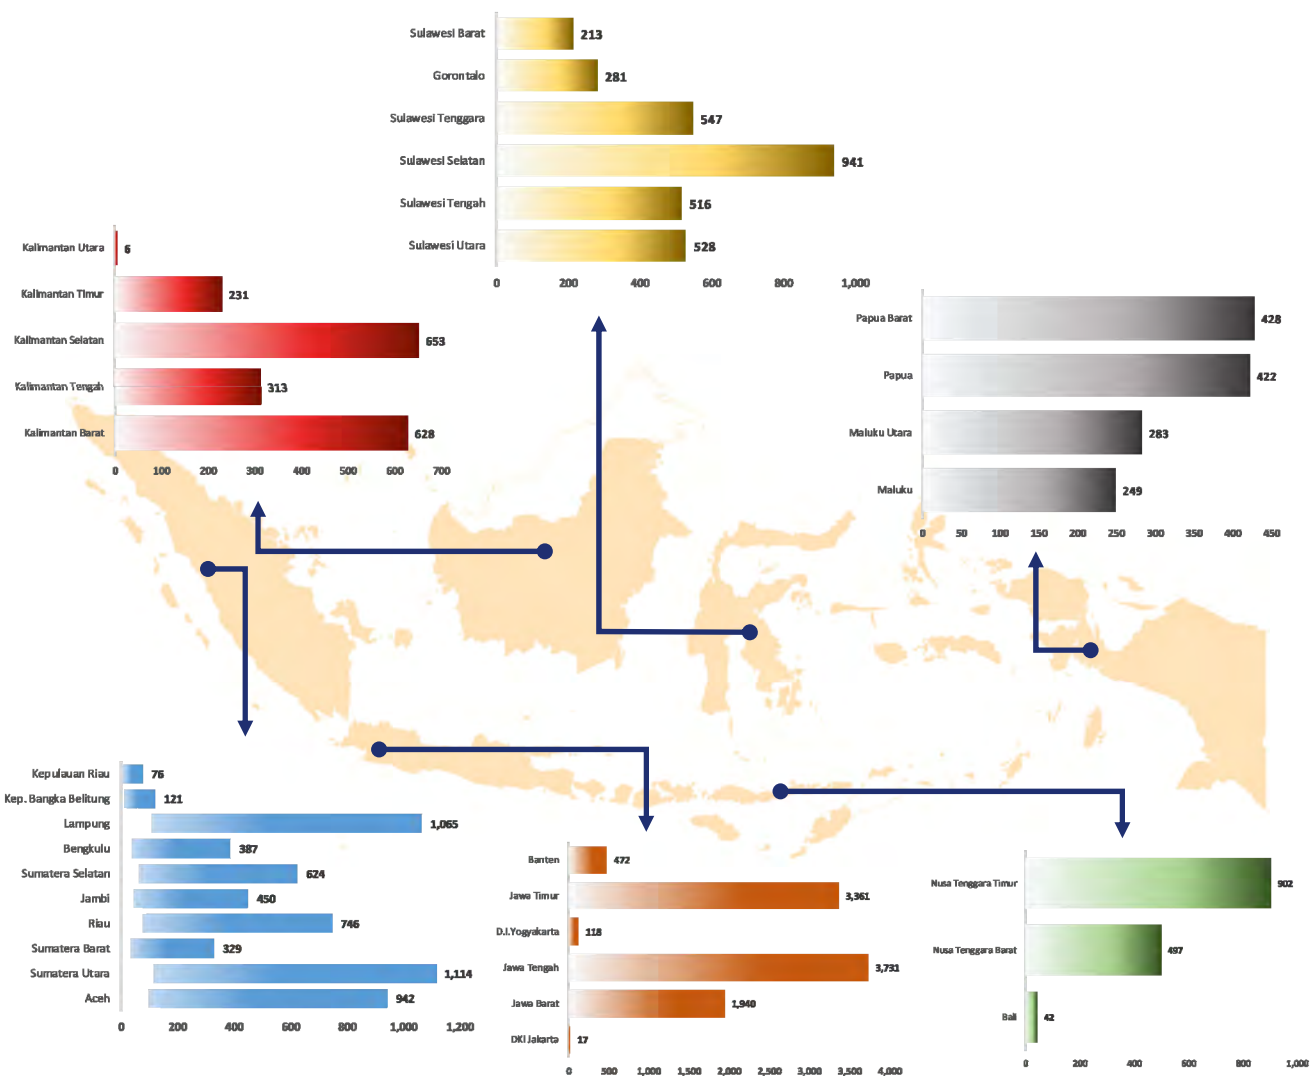 Sulawesi Barat 213
Gorontalo 281
Sulawesi Tenggara 547
Sulawesi Selatan 941
Sulawesi Tengah 516
Sulawesi Utara 528
0 200 400 600 800 1,000
Kalimantan Utara 6
Kalimantan Timur 231
Kalimantan Selatan 653
Kalimantan Tengah 313
Kalimantan Barat 628
0 100 200 300 400 500 600 700
Papua Barat 428
Papua 422
Maluku Utara 283
Maluku 249
0 50 100 150 200 250 300 350 400 450
Kepulauan Riau 76
Kep. Bangka Belitung 121
Lampung 1,065
Bengkulu 387
Sumatera Selatan 624
Jambi 450
Riau 746
Sumatera Barat 329
Sumatera Utara 1,114
Aceh 942
0 200 400 600 800 1,000 1,200
Banten 472
Jawa Timur 3,361
D.I.Yogyakarta 118
Jawa Tengah 3,731
Jawa Barat 1,940
DKI Jakarta 17
0 500 1,000 1,500 2,000 2,500 3,000 3,500 4,000
Nusa Tenggara Timur 902
Nusa Tenggara Barat 497
Bali 42
0 200 400 600 800 1,000